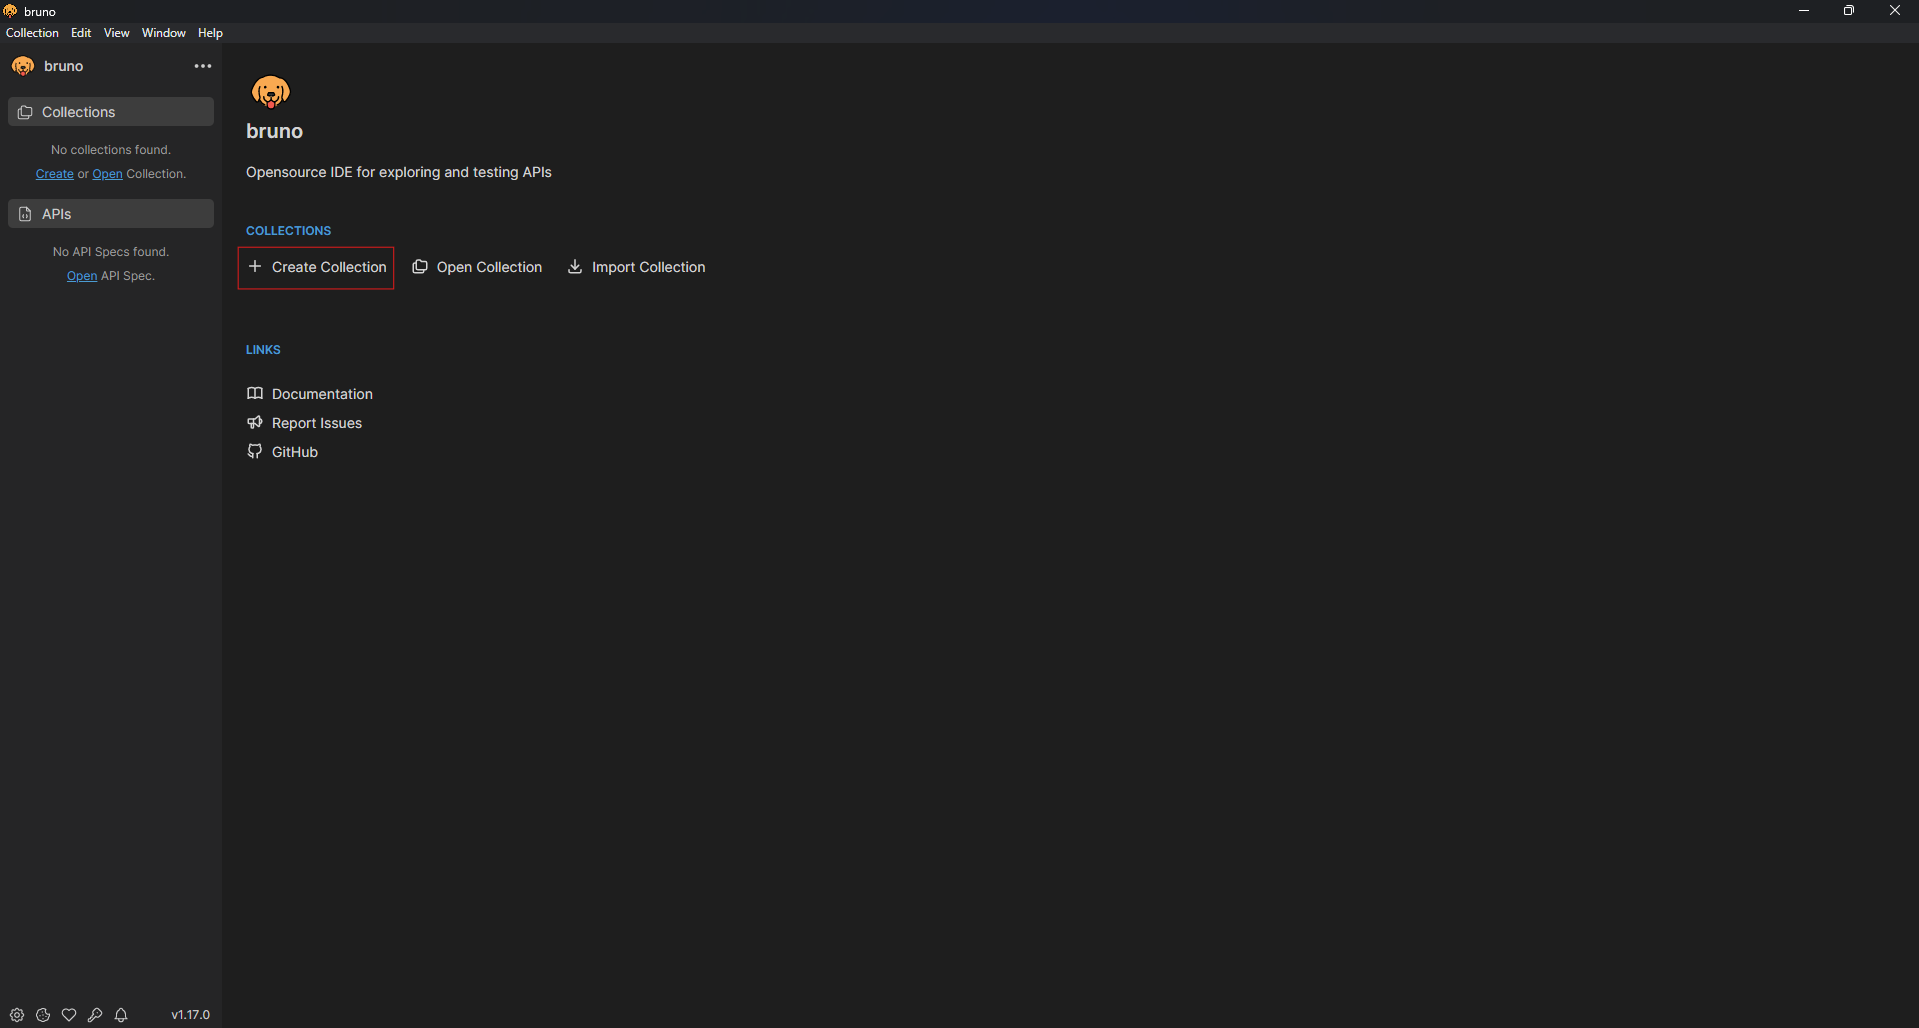 bruno
Collection Edit View Window Help
bruno
Collections
No collections found.
Create or Open Collection.
APIs
No API Specs found.
Open API Spec.
v1.17.0
bruno
Opensource IDE for exploring and testing APIs
COLLECTIONS
Create Collection Open Collection Import Collection
LINKS
Documentation
Report Issues
GitHub